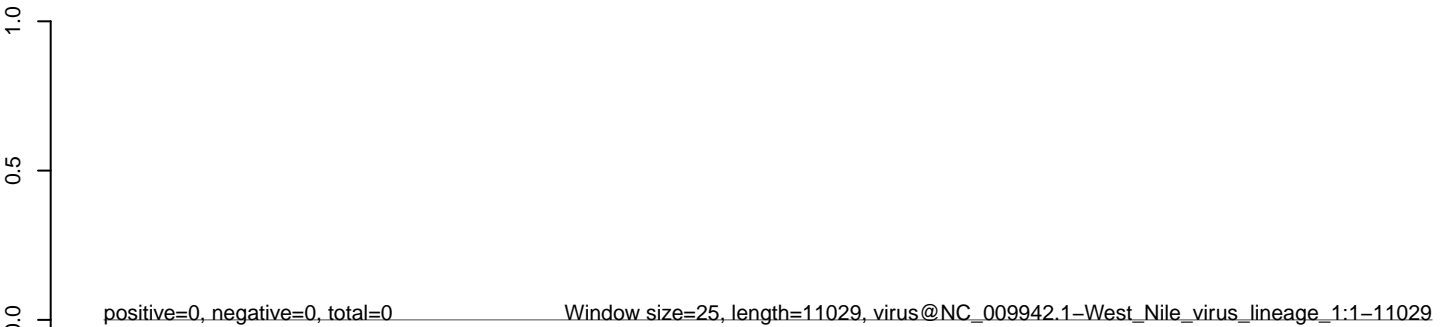 1.0
0.5
0.0
positive=0, negative=0, total=0
Window size=25, length=11029, virus@NC_009942.1−West_Nile_virus_lineage_1:1−11029